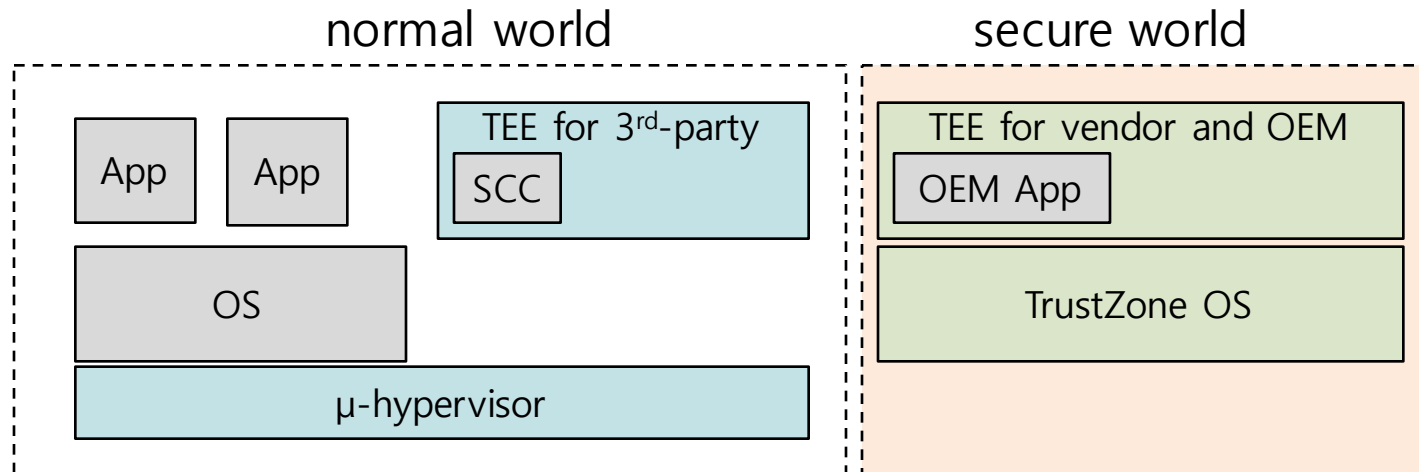 normal world
secure world
App
App
TEE for 3rd-party
SCC
OS
μ-hypervisor
TEE for vendor and OEM
OEM App
TrustZone OS